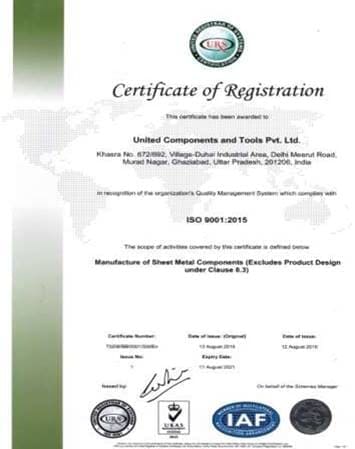 URS
Certificate of Registration
This certificate has been awarded to
United Components and Tools Pvt. Ltd.
Khasra No. 672/692, Village-Duhai Industrial Area, Delhi Meerut Road,
Murad Nagar, Ghaziabad, Uttar Pradesh, 201206, India
in recognition of the organization's Quality Management System which complies with
ISO 9001:2015
The scope of activities covered by this certificate is defined below
Manufacture of Sheet Metal Components (Excludes Product Design
under Clause 8.3)
Certificate Number: Date of Issue: (Original) Date of Issue:
13 August 2018
Issue No: Expiry Date:
1 11 August 2021
Issued by: On behalf of the Schemes Manager
URS UKAS IAF